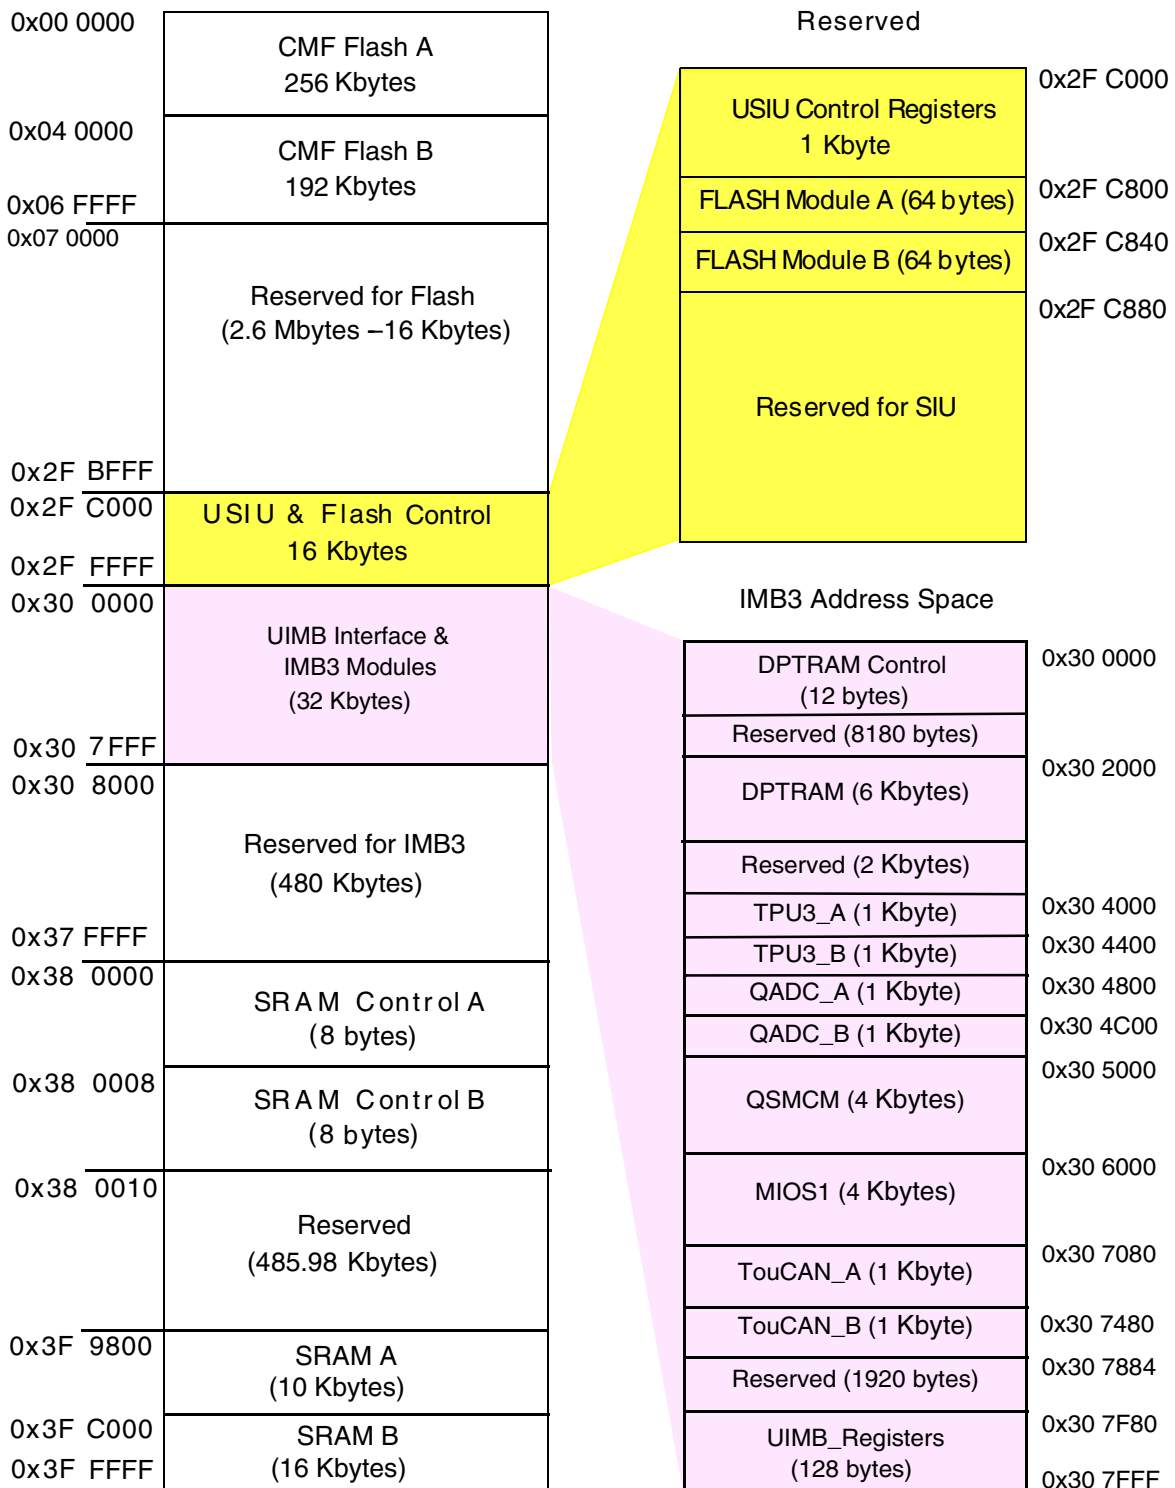 0x00 0000
CMF Flash A
256 Kbytes
0x04 0000
CMF Flash B
192 Kbytes
0x06 FFFF
0x07 0000
Reserved for Flash
(2.6 Mbytes –16 Kbytes)
0x2F BFFF
0x2F C000
USIU & Flash Control
16 Kbytes
0x2F FFFF
0x30 0000
UIMB Interface &
IMB3 Modules
(32 Kbytes)
0x30 7FFF
0x30 8000
Reserved for IMB3
(480 Kbytes)
0x37 FFFF
0x38 0000
SRAM Control A
(8 bytes)
0x38 0008
SRAM Control B
(8 bytes)
0x38 0010
Reserved
(485.98 Kbytes)
0x3F 9800
SRAM A
(10 Kbytes)
0x3F C000
SRAM B
(16 Kbytes)
0x3F FFFF
Reserved
0x2F C000
USIU Control Registers
1 Kbyte
FLASH Module A (64 bytes)
0x2F C800
FLASH Module B (64 bytes)
0x2F C840
0x2F C880
Reserved for SIU
IMB3 Address Space
DPTRAM Control
(12 bytes)
0x30 0000
Reserved (8180 bytes)
DPTRAM (6 Kbytes)
0x30 2000
Reserved (2 Kbytes)
TPU3_A (1 Kbyte)
0x30 4000
TPU3_B (1 Kbyte)
0x30 4400
QADC_A (1 Kbyte)
0x30 4800
QADC_B (1 Kbyte)
0x30 4C00
QSMCM (4 Kbytes)
0x30 5000
MIOS1 (4 Kbytes)
0x30 6000
TouCAN_A (1 Kbyte)
0x30 7080
TouCAN_B (1 Kbyte)
0x30 7480
Reserved (1920 bytes)
0x30 7884
UIMB_Registers
(128 bytes)
0x30 7F80
0x30 7FFF